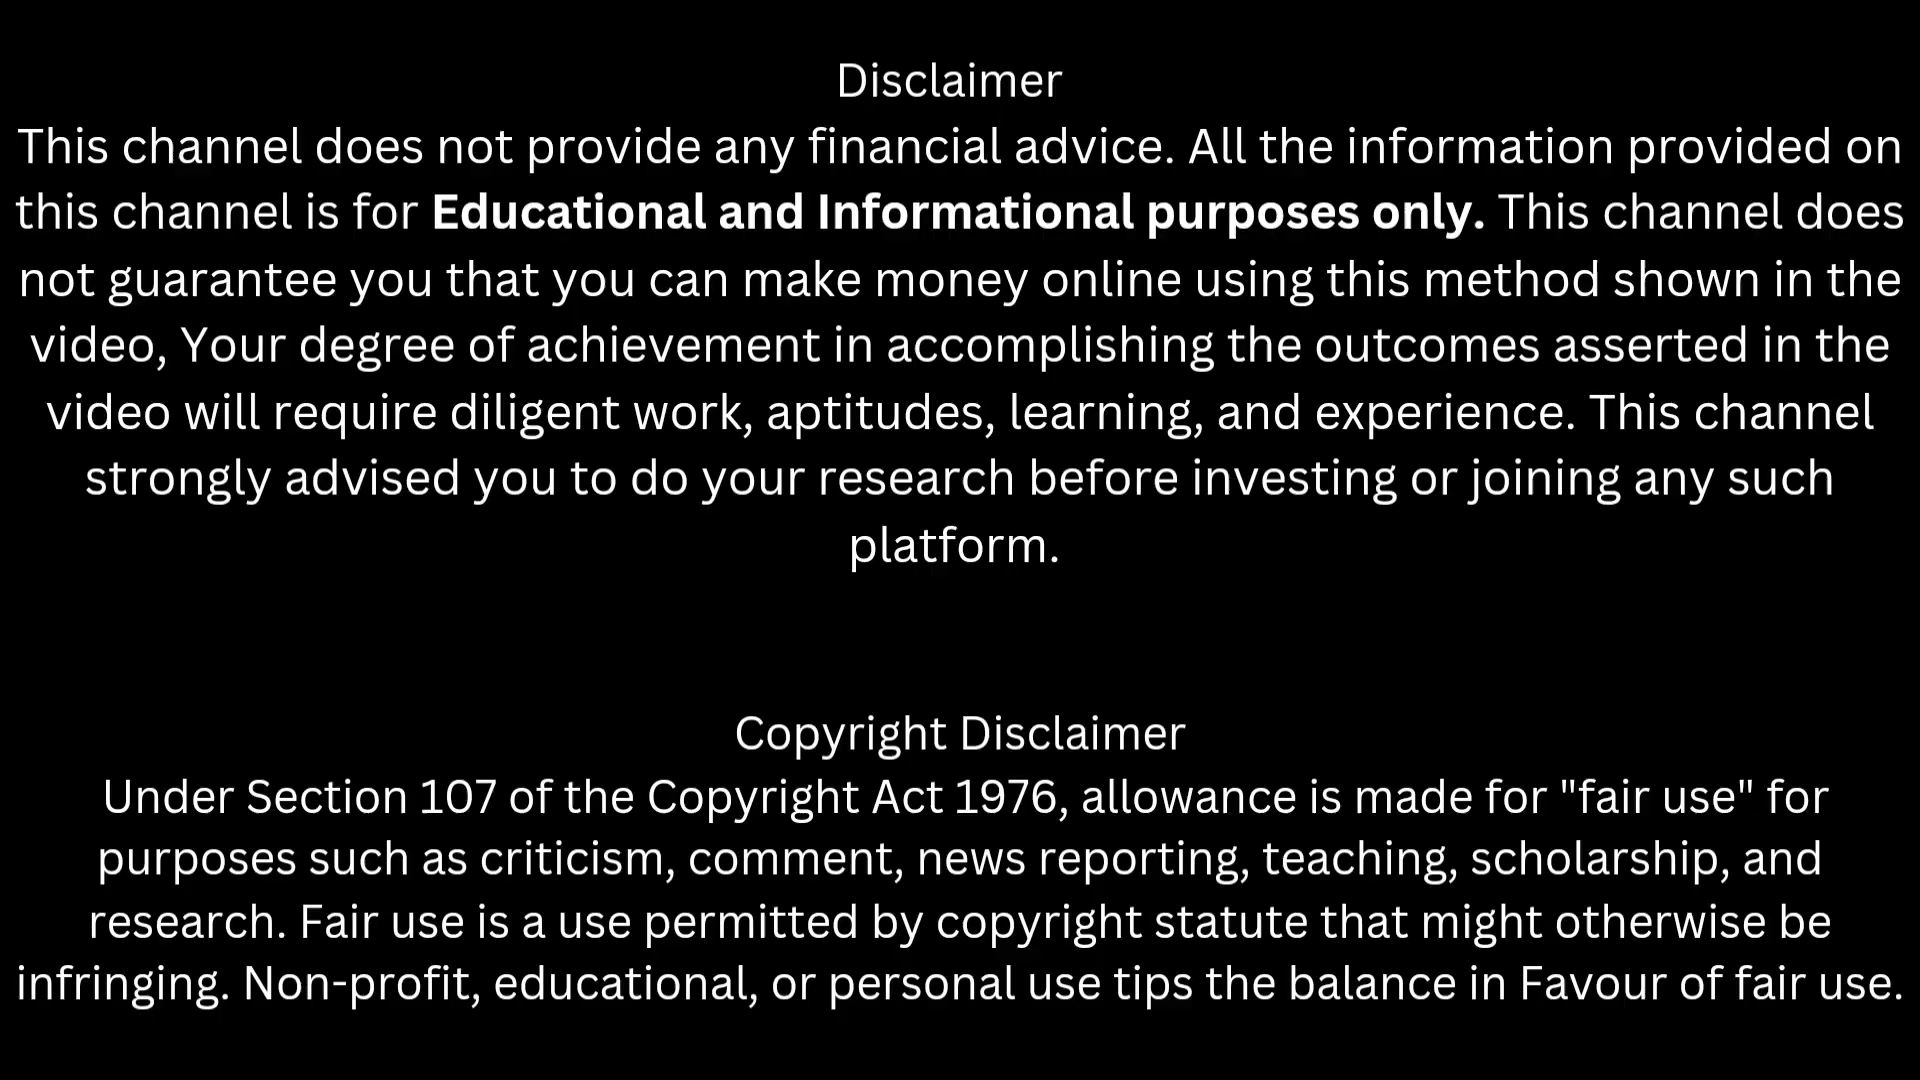 Disclaimer
This channel does not provide any financial advice. All the information provided on
this channel is for Educational and Informational purposes only. This channel does
not guarantee you that you can make money online using this method shown in the
video, Your degree of achievement in accomplishing the outcomes asserted in the
video will require diligent work, aptitudes, learning, and experience. This channel
strongly advised you to do your research before investing or joining any such
platform.
Copyright Disclaimer
Under Section 107 of the Copyright Act 1976, allowance is made for "fair use" for
purposes such as criticism, comment, news reporting, teaching, scholarship, and
research. Fair use is a use permitted by copyright statute that might otherwise be
infringing. Non-profit, educational, or personal use tips the balance in Favour of fair use.